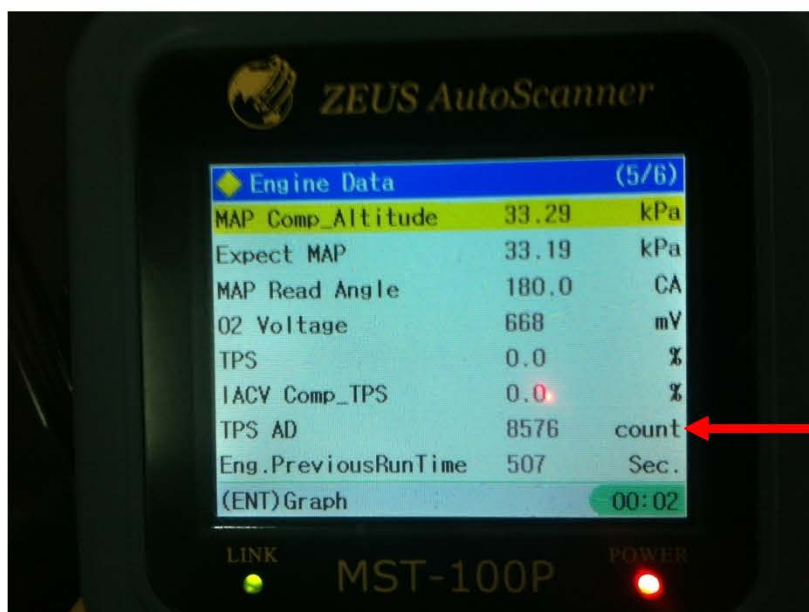 ZEUS AutoScanner
Engine Data (5/6)
MAP Comp_Altitude 33.29 kPa
Expect MAP 33.19 kPa
MAP Read Angle 180.0 CA
O2 Voltage 668 mV
TPS 0.0 %
IACV Comp_TPS 0.0 %
TPS AD 8576 count
Eng.PreviousRunTime 507 Sec.
(ENT)Graph 00:02
LINK POWER
MST-100P